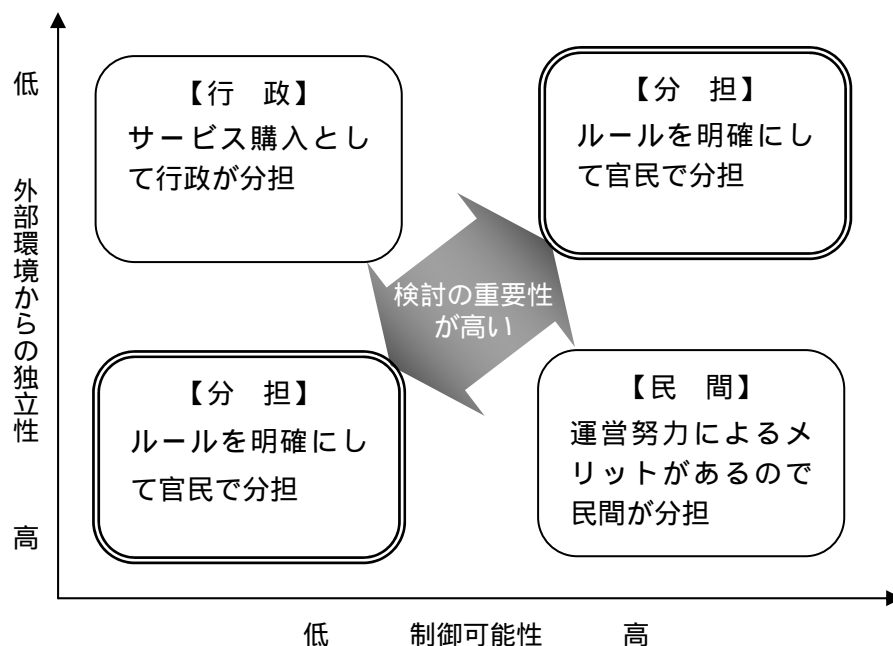 低
外部環境からの独立性
高
【行　政】
サービス購入とし
て行政が分担
【分　担】
ルールを明確にし
て官民で分担
検討の重要性
が高い
【分　担】
ルールを明確にし
て官民で分担
【民　間】
運営努力によるメ
リットがあるので
民間が分担
低　制御可能性　高